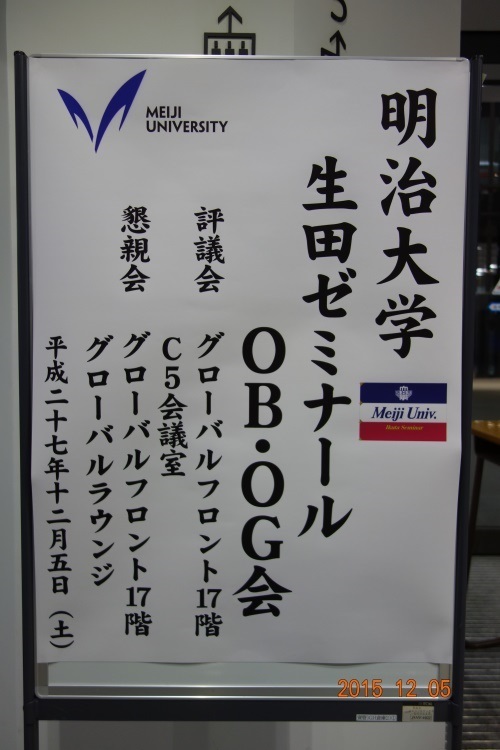 明治大学
生田ゼミナール
OB・OG会
評議会 グローバルフロント17階
C5会議室
懇親会 グローバルフロント17階
グローバルラウンジ
平成二十七年十二月五日(土)
MEIJI
UNIVERSITY
Meiji Univ.
Ikuta Seminar
2015 12 05